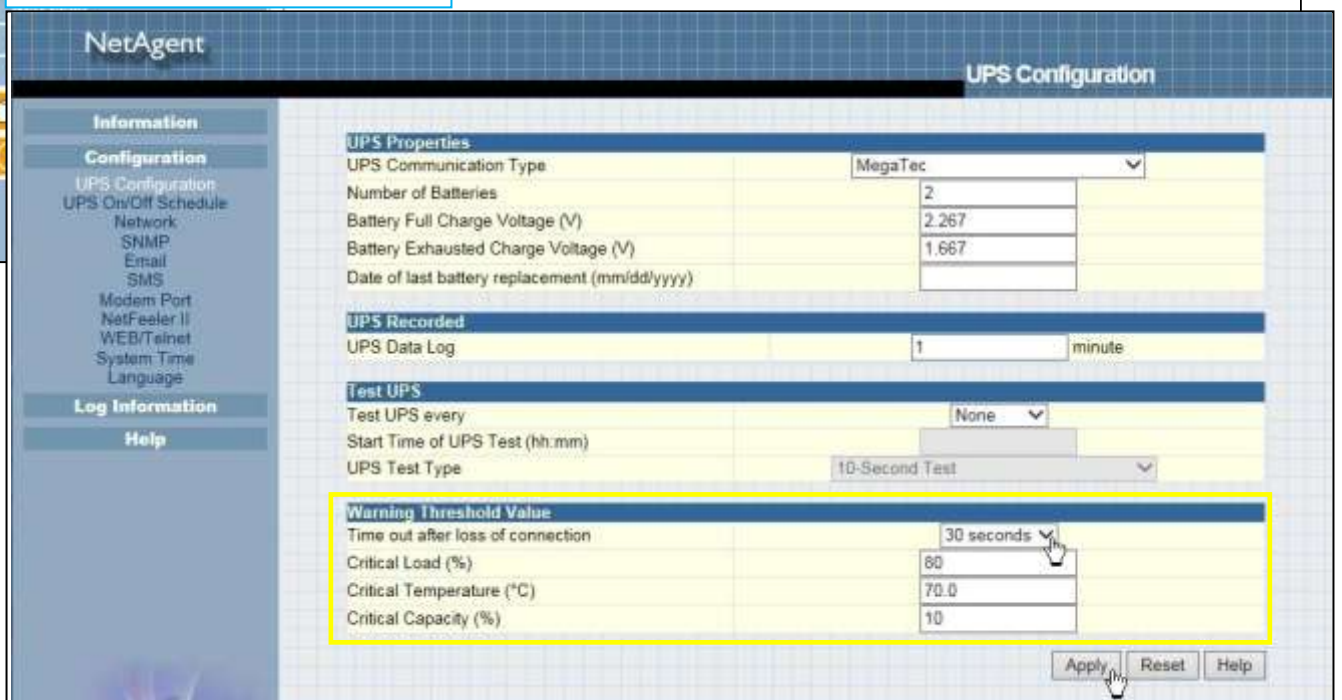 NetAgent
UPS Configuration
Information
Configuration
UPS Configuration
UPS On/Off Schedule
Network
SNMP
Email
SMS
Modem Port
NetFeeler II
WEB/Telnet
System Time
Language
Log Information
Help
UPS Properties
UPS Communication Type MegaTec
Number of Batteries 2
Battery Full Charge Voltage (V) 2.267
Battery Exhausted Charge Voltage (V) 1.667
Date of last battery replacement (mm/dd/yyyy)
UPS Recorded
UPS Data Log 1 minute
Test UPS
Test UPS every None
Start Time of UPS Test (hh:mm)
UPS Test Type 10-Second Test
Warning Threshold Value
Time out after loss of connection 30 seconds
Critical Load (%) 80
Critical Temperature (°C) 70.0
Critical Capacity (%) 10
Apply Reset Help